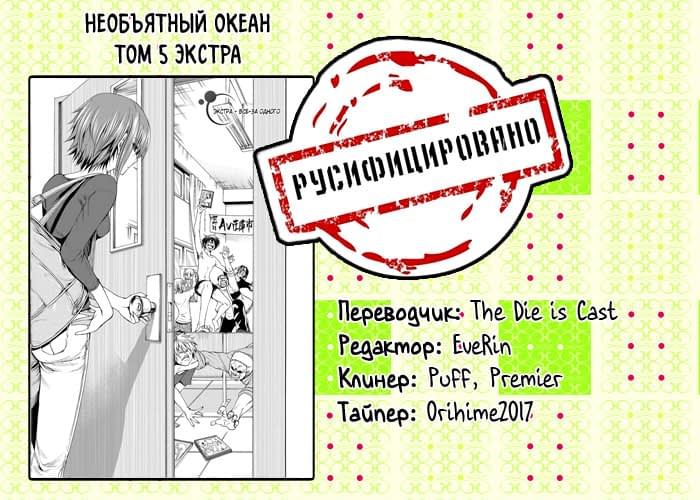 НЕОБЪЯТНЫЙ ОКЕАН
ТОМ 5 ЭКСТРА
ЭКСТРА - ВСЕ ЗА ОДНОГО
РУСИФИЦИРОВАНО
Переводчик: The Die is Cast
Редактор: EveRin
Клинер: Puff, Premier
Тайпер: Orihime2017